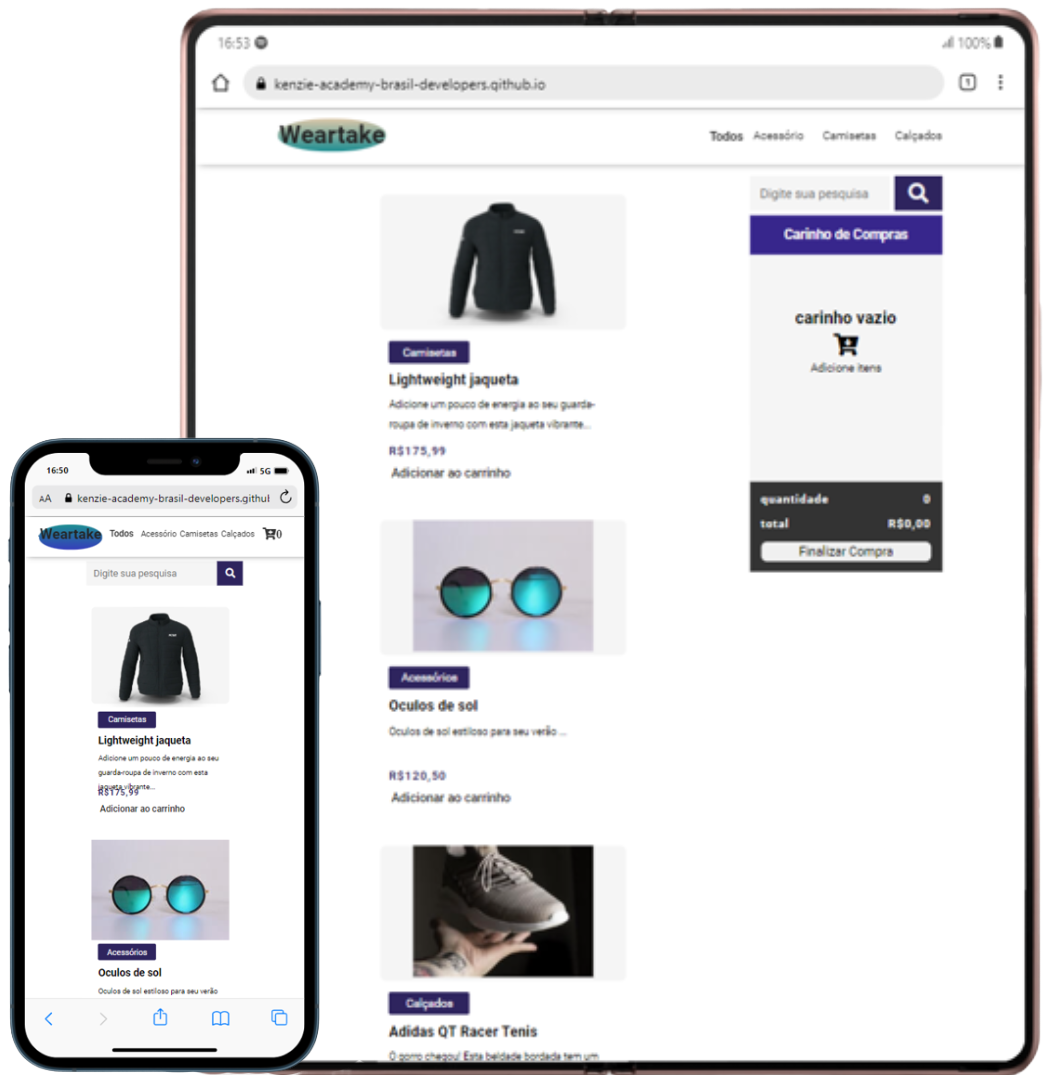 16:53
100%
kenzie-academy-brasil-developers.github.io
1
Weartake
Todos Acessório Camisetas Calçados
Digite sua pesquisa
Carinho de Compras
carinho vazio
Adicione itens
quantidade 0
total R$0,00
Finalizar Compra
Camisetas
Lightweight jaqueta
Adicione um pouco de energia ao seu guarda-
roupa de inverno com esta jaqueta vibrante...
R$175,99
Adicionar ao carrinho
Acessórios
Oculos de sol
Oculos de sol estiloso para seu verão ...
R$120,50
Adicionar ao carrinho
Calçados
Adidas QT Racer Tenis
O gorro chegou! Esta beldade bordada tem um
16:50
5G
AA kenzie-academy-brasil-developers.githul
Weartake Todos Acessório Camisetas Calçados 0
Digite sua pesquisa
Camisetas
Lightweight jaqueta
Adicione um pouco de energia ao seu
guarda-roupa de inverno com esta
jaqueta vibrante...
R$175,99
Adicionar ao carrinho
Acessórios
Oculos de sol
Oculos de sol estiloso para seu verão